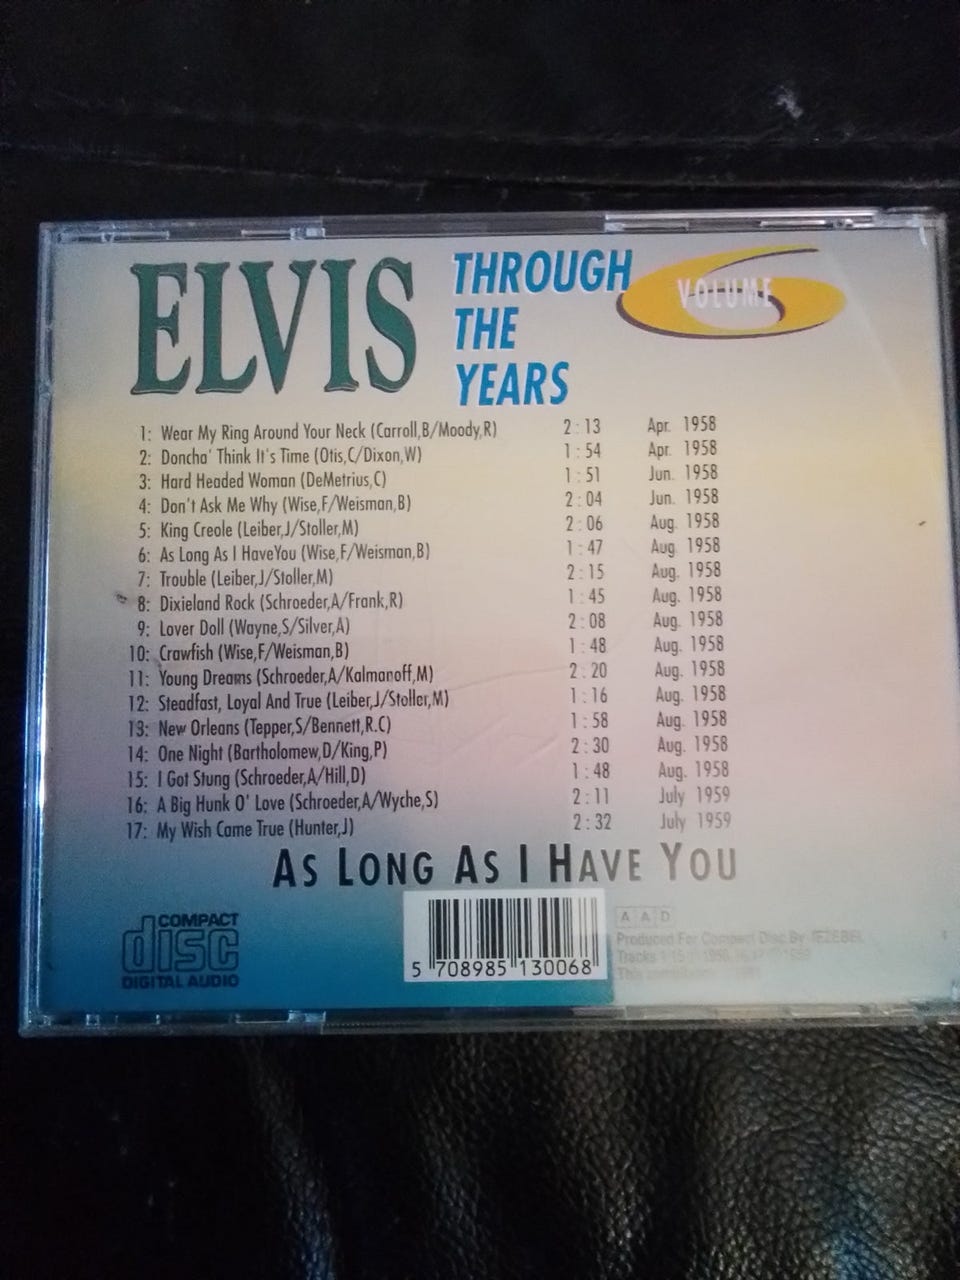 ELVIS
THROUGH
THE
YEARS
VOLUME
6
1: Wear My Ring Around Your Neck (Carroll,B/Moody,R) 2:13 Apr. 1958
2: Doncha' Think It's Time (Otis,C/Dixon,W) 1:54 Apr. 1958
3: Hard Headed Woman (DeMetrius,C) 1:51 Jun. 1958
4: Don't Ask Me Why (Wise,F/Weisman,B) 2:04 Jun. 1958
5: King Creole (Leiber,J/Stoller,M) 2:06 Aug. 1958
6: As Long As I HaveYou (Wise,F/Weisman,B) 1:47 Aug. 1958
7: Trouble (Leiber,J/Stoller,M) 2:15 Aug. 1958
8: Dixieland Rock (Schroeder,A/Frank,R) 1:45 Aug. 1958
9: Lover Doll (Wayne,S/Silver,A) 2:08 Aug. 1958
10: Crawfish (Wise,F/Weisman,B) 1:48 Aug. 1958
11: Young Dreams (Schroeder,A/Kalmanoff,M) 2:20 Aug. 1958
12: Steadfast, Loyal And True (Leiber,J/Stoller,M) 1:16 Aug. 1958
13: New Orleans (Tepper,S/Bennett,R.C) 1:58 Aug. 1958
14: One Night (Bartholomew,D/King,P) 2:30 Aug. 1958
15: I Got Stung (Schroeder,A/Hill,D) 1:48 Aug. 1958
16: A Big Hunk O' Love (Schroeder,A/Wyche,S) 2:11 July 1959
17: My Wish Came True (Hunter,J) 2:32 July 1959
AS LONG AS I HAVE YOU
COMPACT
disc
DIGITAL AUDIO
5 708985 130068
A A D
Produced For Compact Disc By JEZEBEL
Tracks 1-15
This